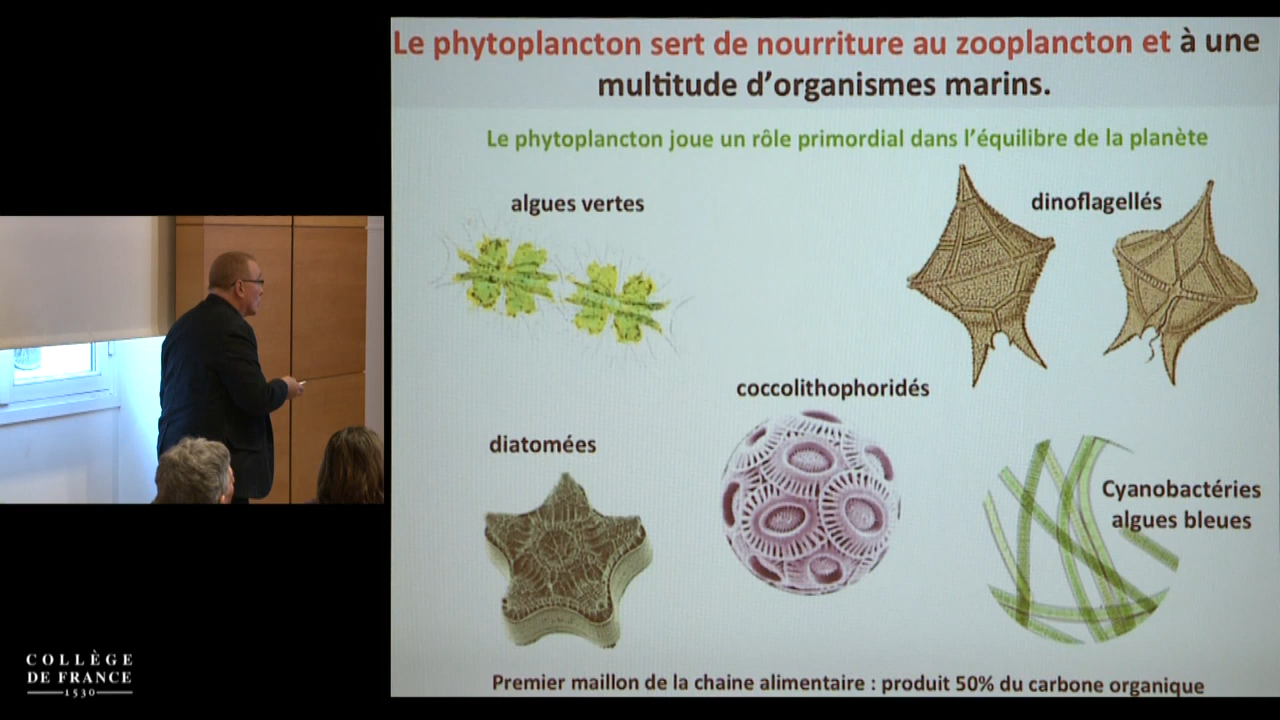 Le phytoplancton sert de nourriture au zooplancton et à une
multitude d'organismes marins.
Le phytoplancton joue un rôle primordial dans l'équilibre de la planète
algues vertes
dinoflagellés
coccolithophoridés
diatomées
Cyanobactéries
algues bleues
Premier maillon de la chaine alimentaire : produit 50% du carbone organique
COLLÈGE
DE FRANCE
1530